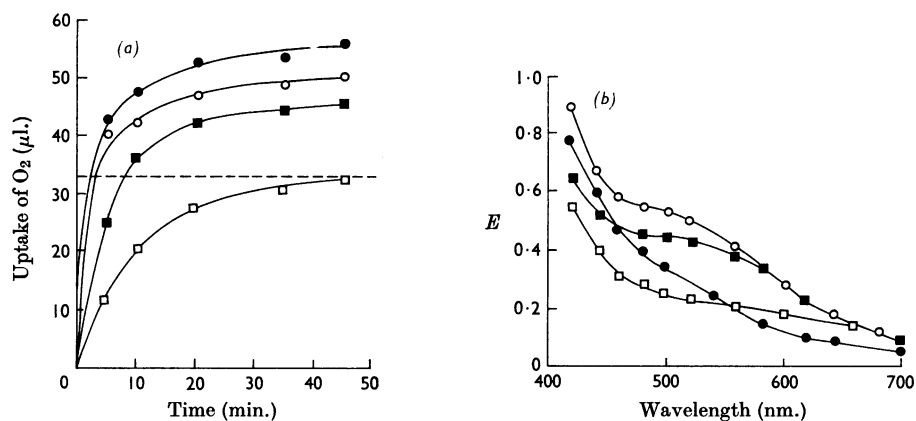 60
50
40
30
20
10
0
(a)
Uptake of O₂ (μl.)
0 10 20 30 40 50
Time (min.)
1·0
0·8
0·6
0·4
0·2
0
(b)
E
400 500 600 700
Wavelength (nm.)